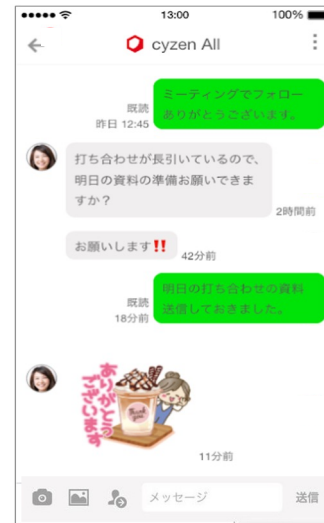 13:00
100%
cyzen All
ミーティングでフォロー
ありがとうございます。
既読
昨日 12:45
打ち合わせが長引いているので、
明日の資料の準備お願いできま
すか？
2時間前
お願いします‼
42分前
明日の打ち合わせの資料
送信しておきました。
既読
18分前
ありがとう
ございます
Thank you
11分前
メッセージ
送信